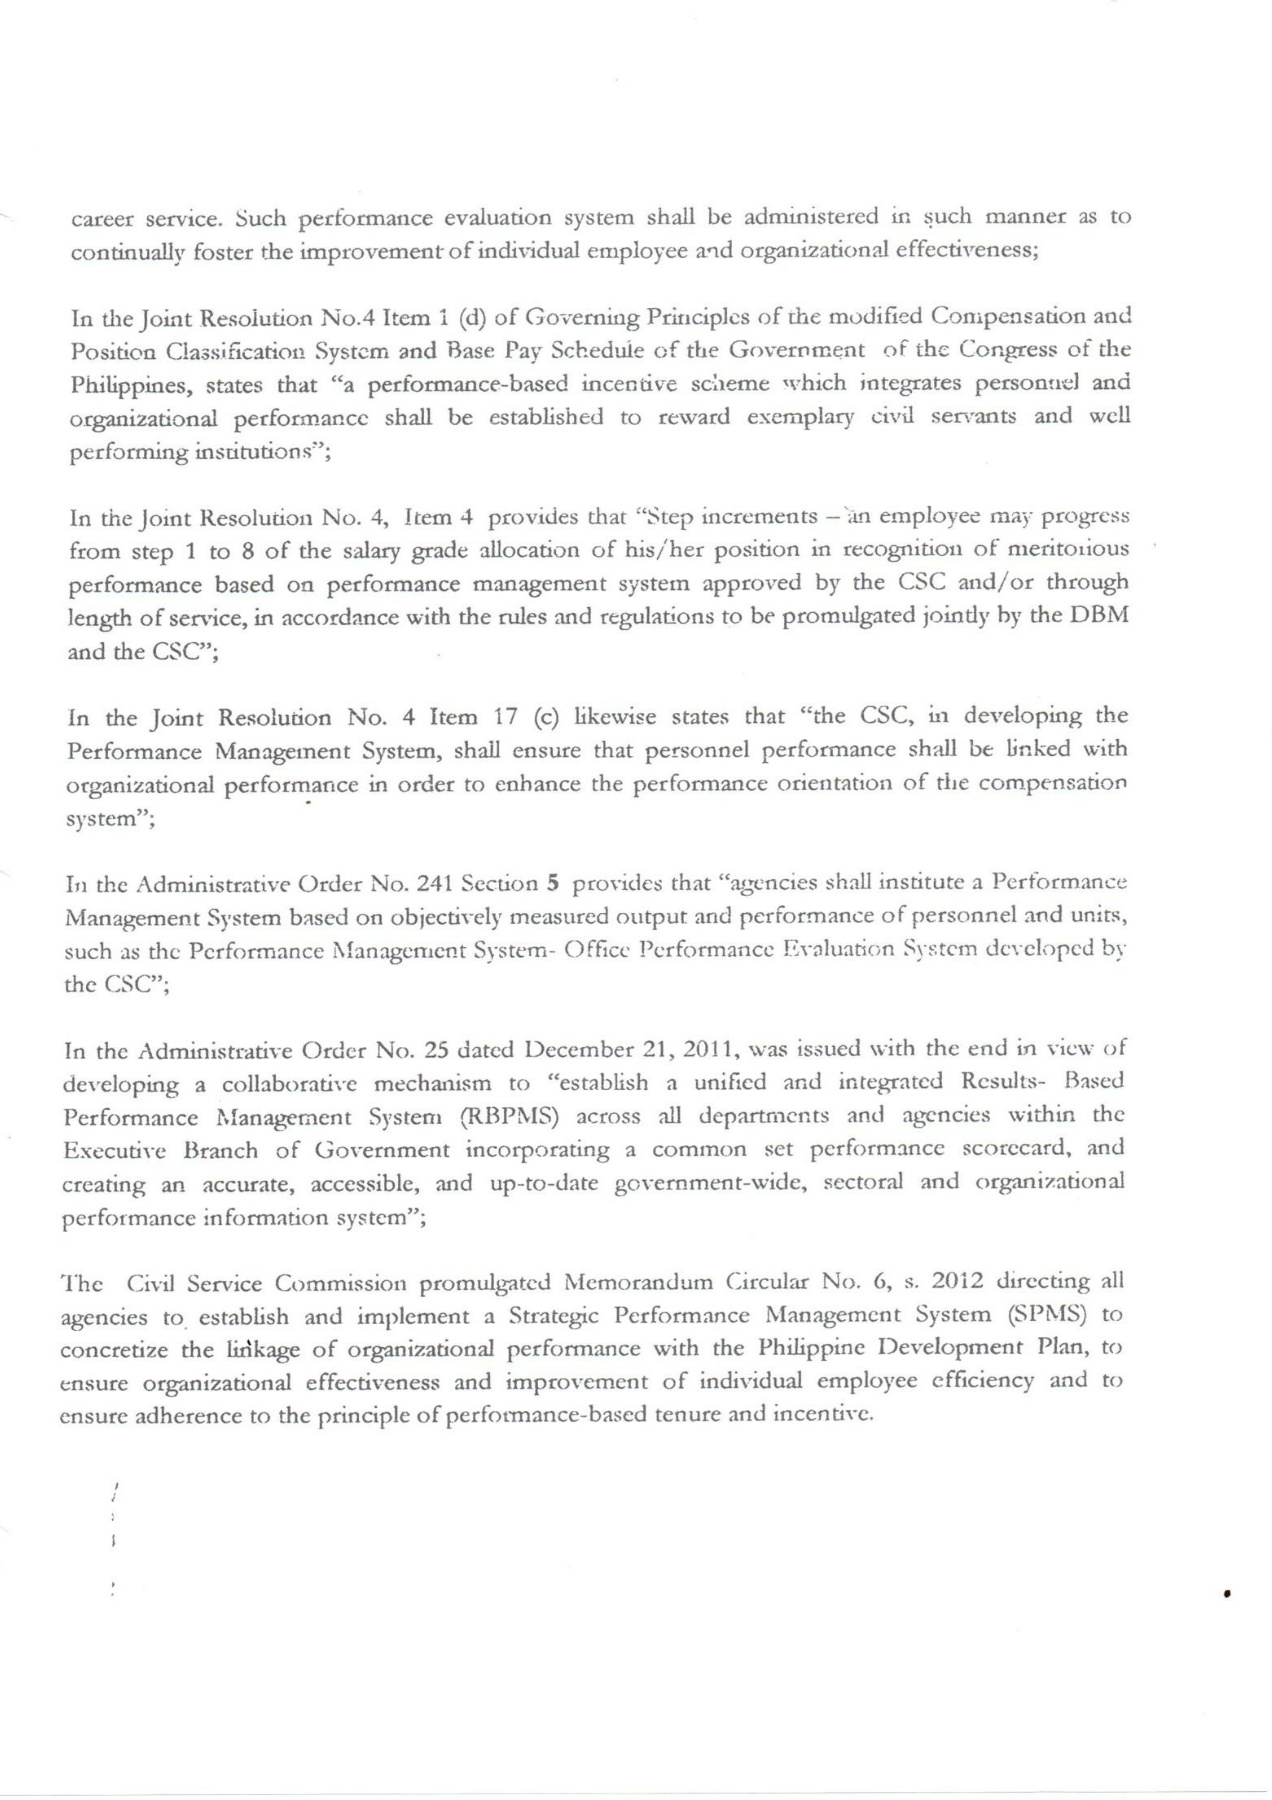 career service. Such performance evaluation system shall be administered in such manner as to
continually foster the improvement of individual employee and organizational effectiveness;
In the Joint Resolution No.4 Item 1 (d) of Governing Principles of the modified Compensation and
Position Classification System and Base Pay Schedule of the Government of the Congress of the
Philippines, states that “a performance-based incentive scheme which integrates personnel and
organizational performance shall be established to reward exemplary civil servants and well
performing institutions”;
In the Joint Resolution No. 4, Item 4 provides that “Step increments – an employee may progress
from step 1 to 8 of the salary grade allocation of his/her position in recognition of meritorious
performance based on performance management system approved by the CSC and/or through
length of service, in accordance with the rules and regulations to be promulgated jointly by the DBM
and the CSC”;
In the Joint Resolution No. 4 Item 17 (c) likewise states that “the CSC, in developing the
Performance Management System, shall ensure that personnel performance shall be linked with
organizational performance in order to enhance the performance orientation of the compensation
system”;
In the Administrative Order No. 241 Section 5 provides that “agencies shall institute a Performance
Management System based on objectively measured output and performance of personnel and units,
such as the Performance Management System- Office Performance Evaluation System developed by
the CSC”;
In the Administrative Order No. 25 dated December 21, 2011, was issued with the end in view of
developing a collaborative mechanism to “establish a unified and integrated Results- Based
Performance Management System (RBPMS) across all departments and agencies within the
Executive Branch of Government incorporating a common set performance scorecard, and
creating an accurate, accessible, and up-to-date government-wide, sectoral and organizational
performance information system”;
The Civil Service Commission promulgated Memorandum Circular No. 6, s. 2012 directing all
agencies to establish and implement a Strategic Performance Management System (SPMS) to
concretize the linkage of organizational performance with the Philippine Development Plan, to
ensure organizational effectiveness and improvement of individual employee efficiency and to
ensure adherence to the principle of performance-based tenure and incentive.